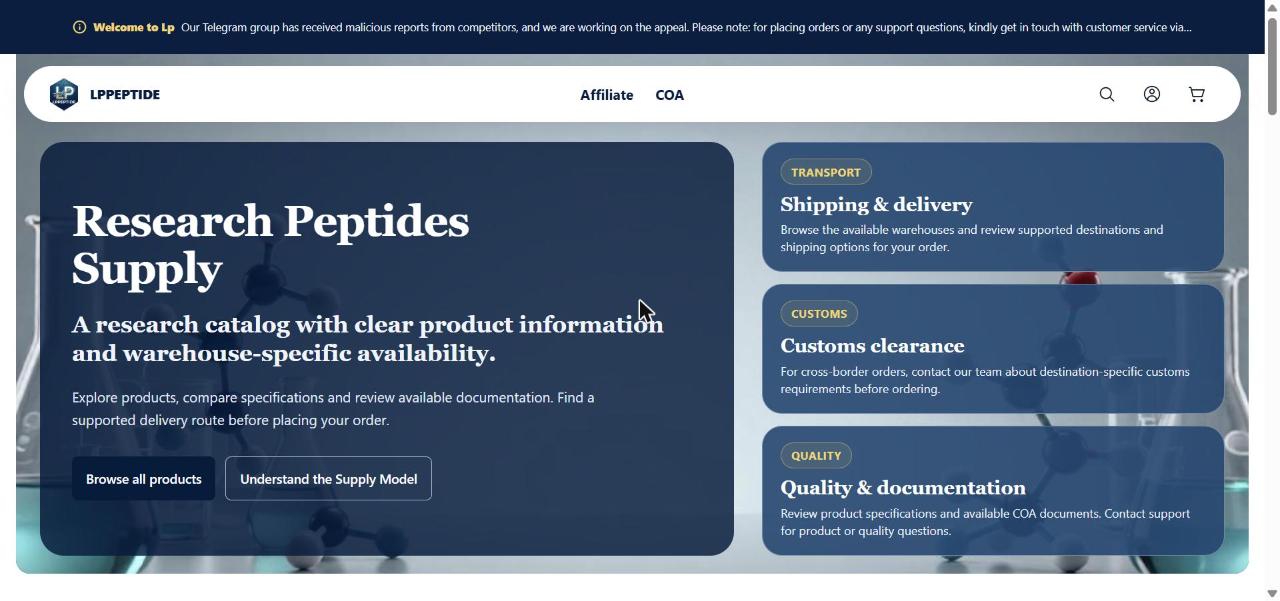 Welcome to Lp Our Telegram group has received malicious reports from competitors, and we are working on the appeal. Please note: for placing orders or any support questions, kindly get in touch with customer service via...
LP
LPPEPTIDE
LPPEPTIDE
Affiliate
COA
Research Peptides
Supply
A research catalog with clear product information
and warehouse-specific availability.
Explore products, compare specifications and review available documentation. Find a
supported delivery route before placing your order.
Browse all products
Understand the Supply Model
TRANSPORT
Shipping & delivery
Browse the available warehouses and review supported destinations and
shipping options for your order.
CUSTOMS
Customs clearance
For cross-border orders, contact our team about destination-specific customs
requirements before ordering.
QUALITY
Quality & documentation
Review product specifications and available COA documents. Contact support
for product or quality questions.